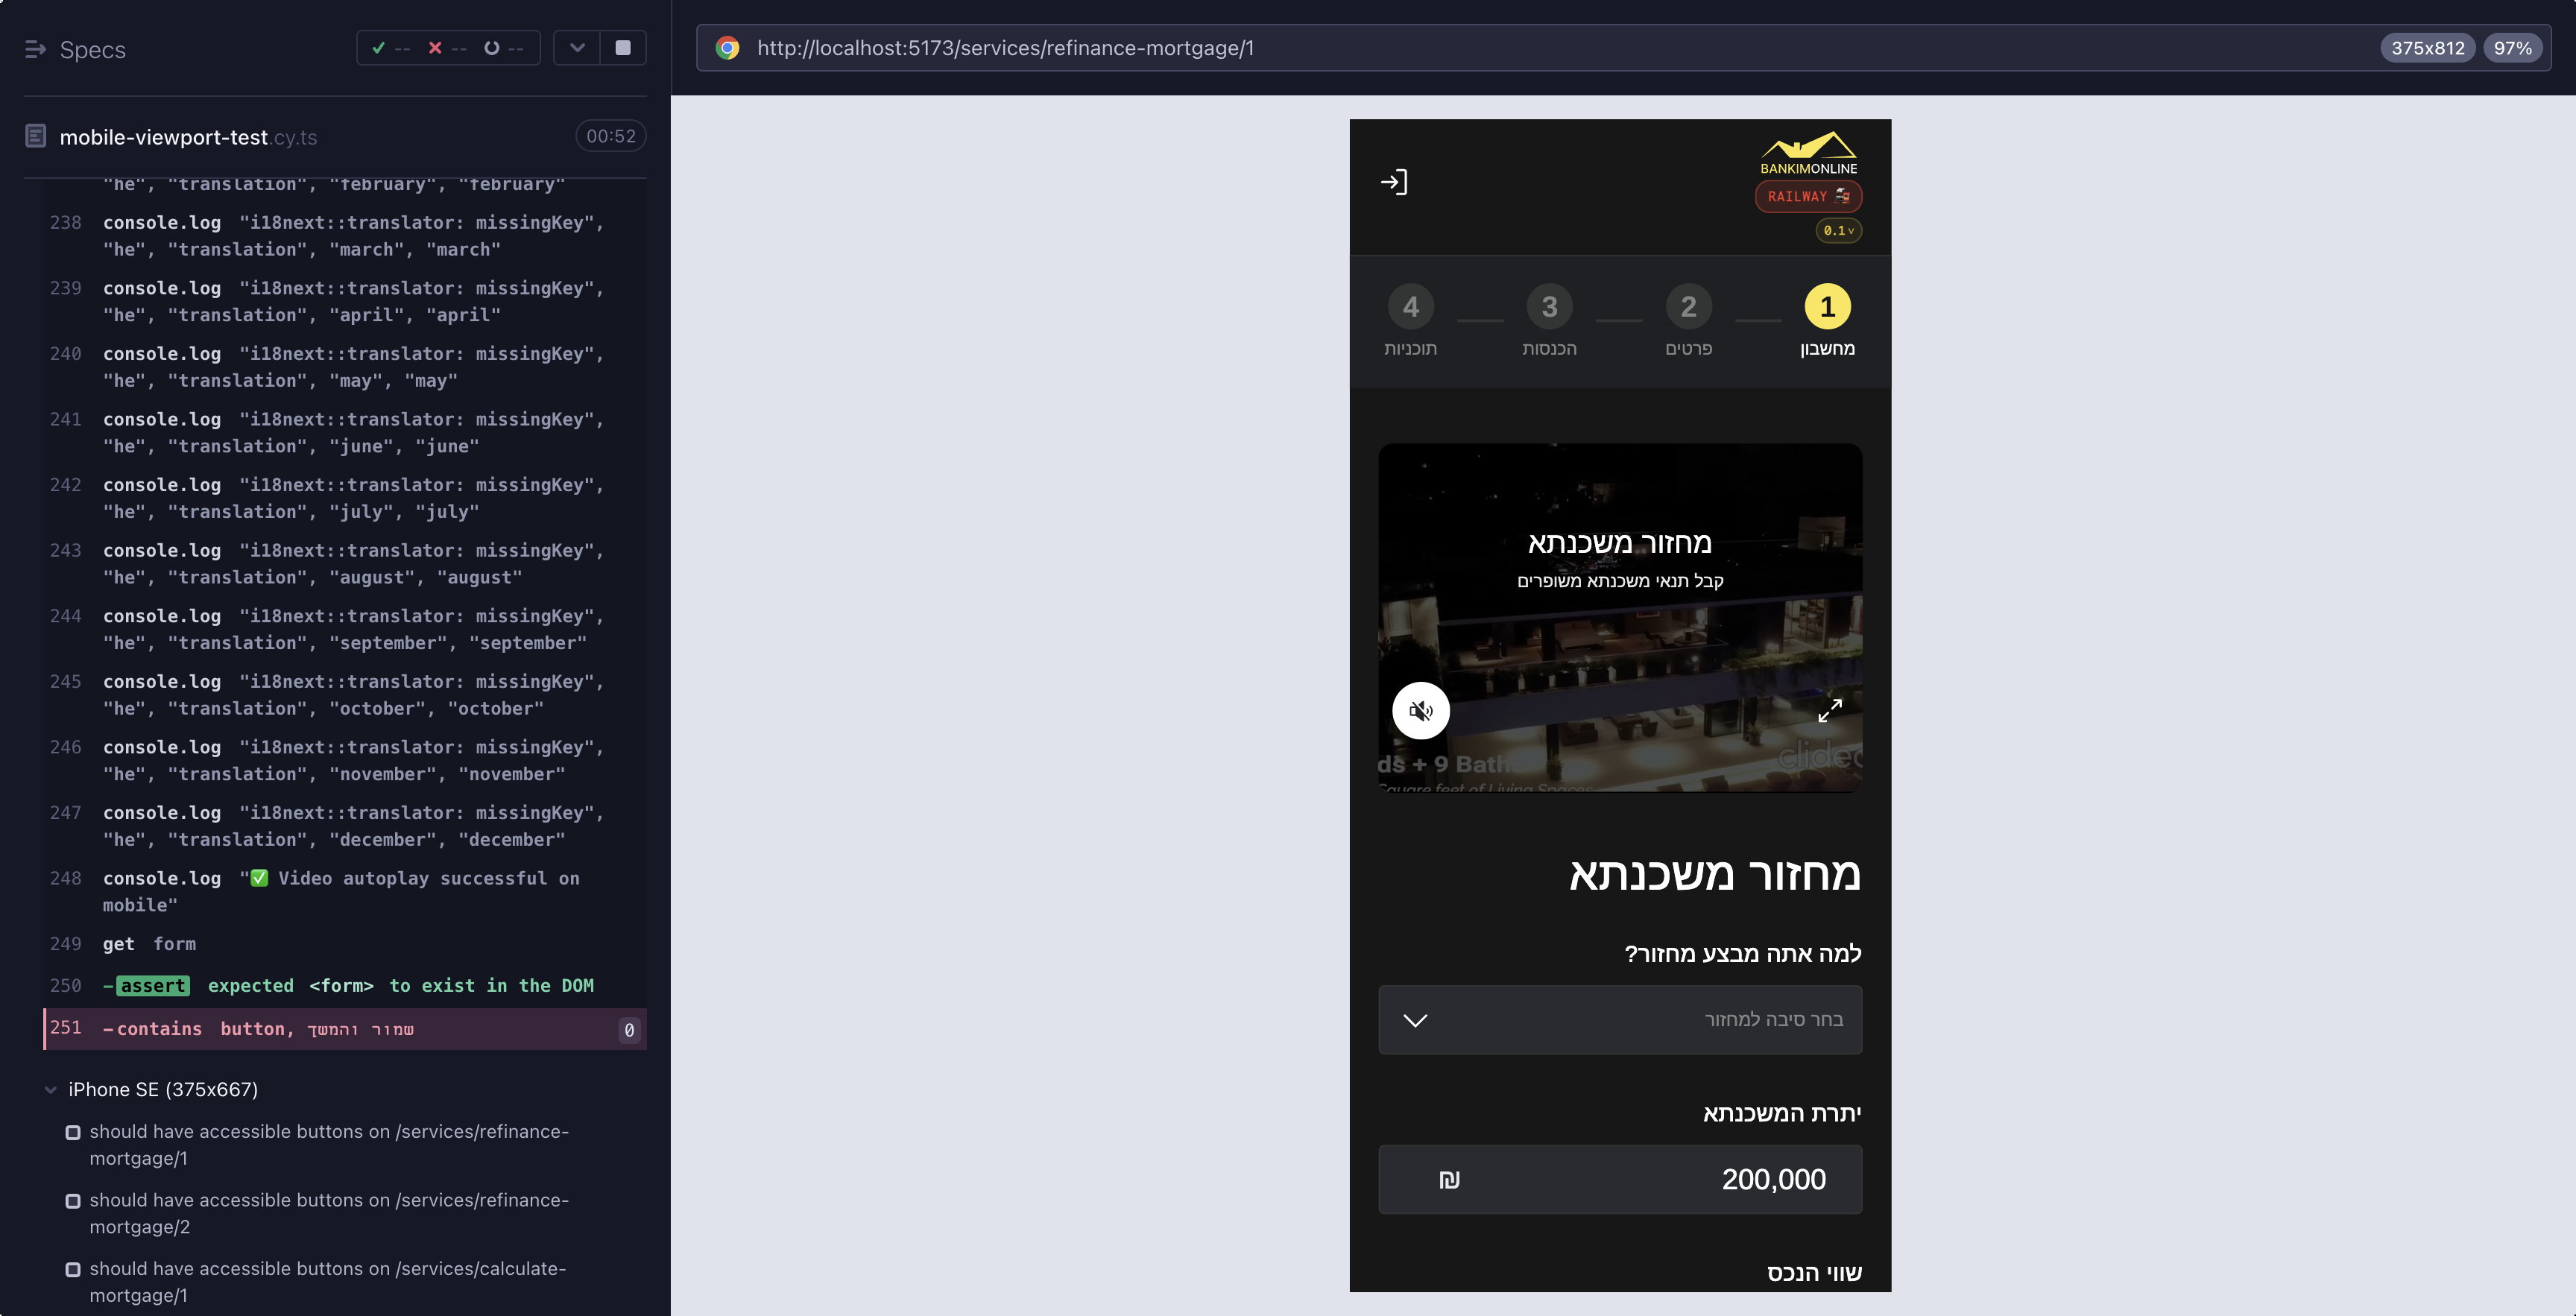 Specs
-- -- --
mobile-viewport-test.cy.ts
00:52
"he", "translation", "february", "february"
238 console.log "i18next::translator: missingKey",
"he", "translation", "march", "march"
239 console.log "i18next::translator: missingKey",
"he", "translation", "april", "april"
240 console.log "i18next::translator: missingKey",
"he", "translation", "may", "may"
241 console.log "i18next::translator: missingKey",
"he", "translation", "june", "june"
242 console.log "i18next::translator: missingKey",
"he", "translation", "july", "july"
243 console.log "i18next::translator: missingKey",
"he", "translation", "august", "august"
244 console.log "i18next::translator: missingKey",
"he", "translation", "september", "september"
245 console.log "i18next::translator: missingKey",
"he", "translation", "october", "october"
246 console.log "i18next::translator: missingKey",
"he", "translation", "november", "november"
247 console.log "i18next::translator: missingKey",
"he", "translation", "december", "december"
248 console.log "✅ Video autoplay successful on
mobile"
249 get form
250 -assert expected <form> to exist in the DOM
251 -contains button, שמור והמשך 0
iPhone SE (375x667)
should have accessible buttons on /services/refinance-
mortgage/1
should have accessible buttons on /services/refinance-
mortgage/2
should have accessible buttons on /services/calculate-
mortgage/1
http://localhost:5173/services/refinance-mortgage/1
375x812
97%
BANKIMONLINE
RAILWAY 🚂
0.1v
1
מחשבון
2
פרטים
3
הכנסות
4
תוכניות
מחזור משכנתא
קבל תנאי משכנתא משופרים
clideo
ds + 9 Bath
Square feet of Living Spaces
מחזור משכנתא
למה אתה מבצע מחזור?
בחר סיבה למחזור
יתרת המשכנתא
200,000 ₪
שווי הנכס